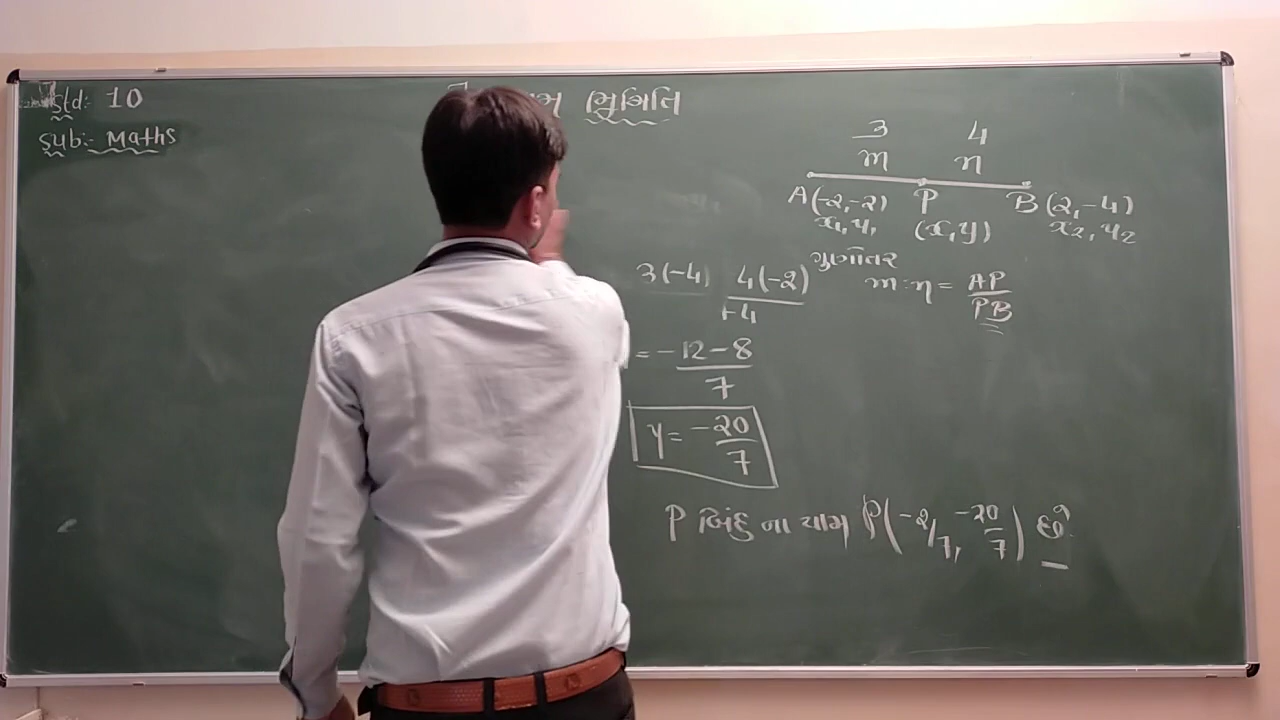 Std:- 10
ભૂમિતિ
Sub:- Maths
3 4
m n
A(-2,-2) P B(2,-4)
x1,y1 (x,y) x2,y2
ગુણોત્તર
m:n = AP/PB
3(-4) 4(-2)
+4
= -12-8/7
y = -20/7
P બિંદુ ના યામ P(-2/7, -20/7) છે